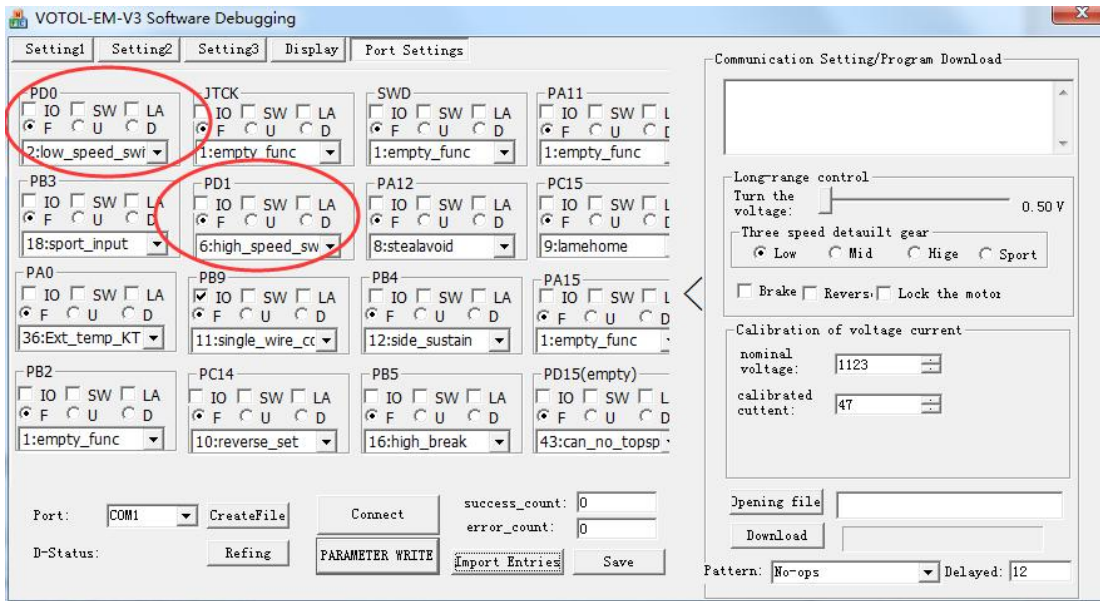 VOTOL-EM-V3 Software Debugging
Setting1 Setting2 Setting3 Display Port Settings
PD0 JTCK SWD PA11
IO SW LA IO SW LA IO SW LA IO SW L
F U D F U D F U D F U D
2:low_speed_swi 1:empty_func 1:empty_func 1:empty_func
PB3 PD1 PA12 PC15
IO SW LA IO SW LA IO SW LA IO SW L
F U D F U D F U D F U D
18:sport_input 6:high_speed_sw 8:stealavoid 9:lamehome
PA0 PB9 PB4 PA15
IO SW LA IO SW LA IO SW LA IO SW L
F U D F U D F U D F U D
36:Ext_temp_KT 11:single_wire_cc 12:side_sustain 1:empty_func
PB2 PC14 PB5 PD15(empty)
IO SW LA IO SW LA IO SW LA IO SW L
F U D F U D F U D F U D
1:empty_func 10:reverse_set 16:high_break 43:can_no_topsp
Port: COM1 CreateFile Connect success_count: 0
error_count: 0
D-Status: Refing PARAMETER WRITE Import Entries Save
Communication Setting/Program Download
Long-range control
Turn the
voltage: 0.50 V
Three speed detauilt gear
Low Mid Hige Sport
Brake Revers Lock the motor
Calibration of voltage current
nominal
voltage: 1123
calibrated
cuttent: 47
Opening file
Download
Pattern: No-ops Delayed: 12